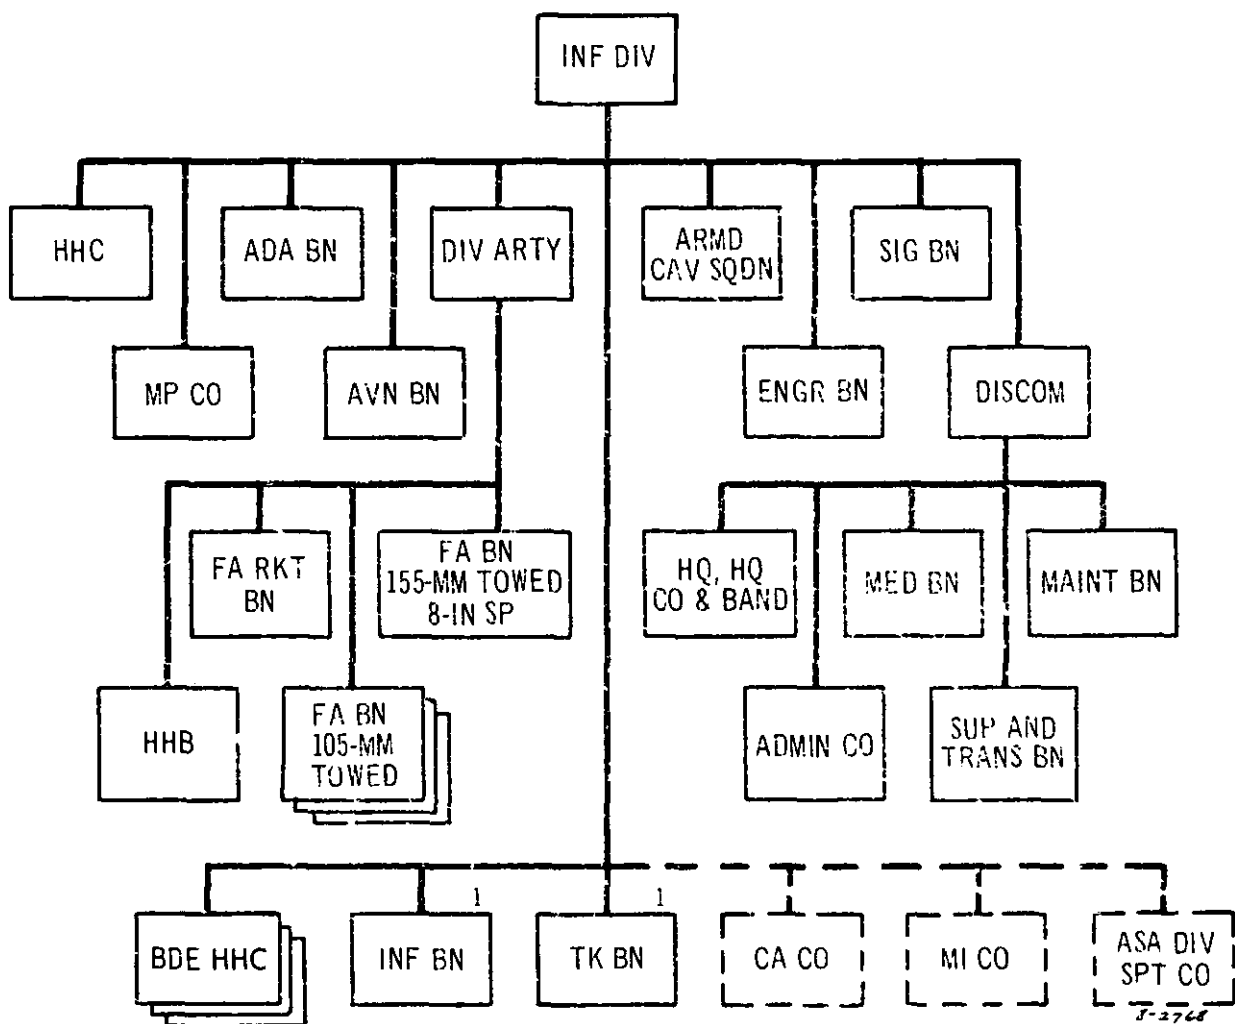 INF DIV
HHC
ADA BN
DIV ARTY
ARMD
CAV SQDN
SIG BN
MP CO
AVN BN
ENGR BN
DISCOM
FA RKT
BN
FA BN
155-MM TOWED
8-IN SP
HQ, HQ
CO & BAND
MED BN
MAINT BN
HHB
FA BN
105-MM
TOWED
ADMIN CO
SUP AND
TRANS BN
1
1
BDE HHC
INF BN
TK BN
CA CO
MI CO
ASA DIV
SPT CO
J-2768